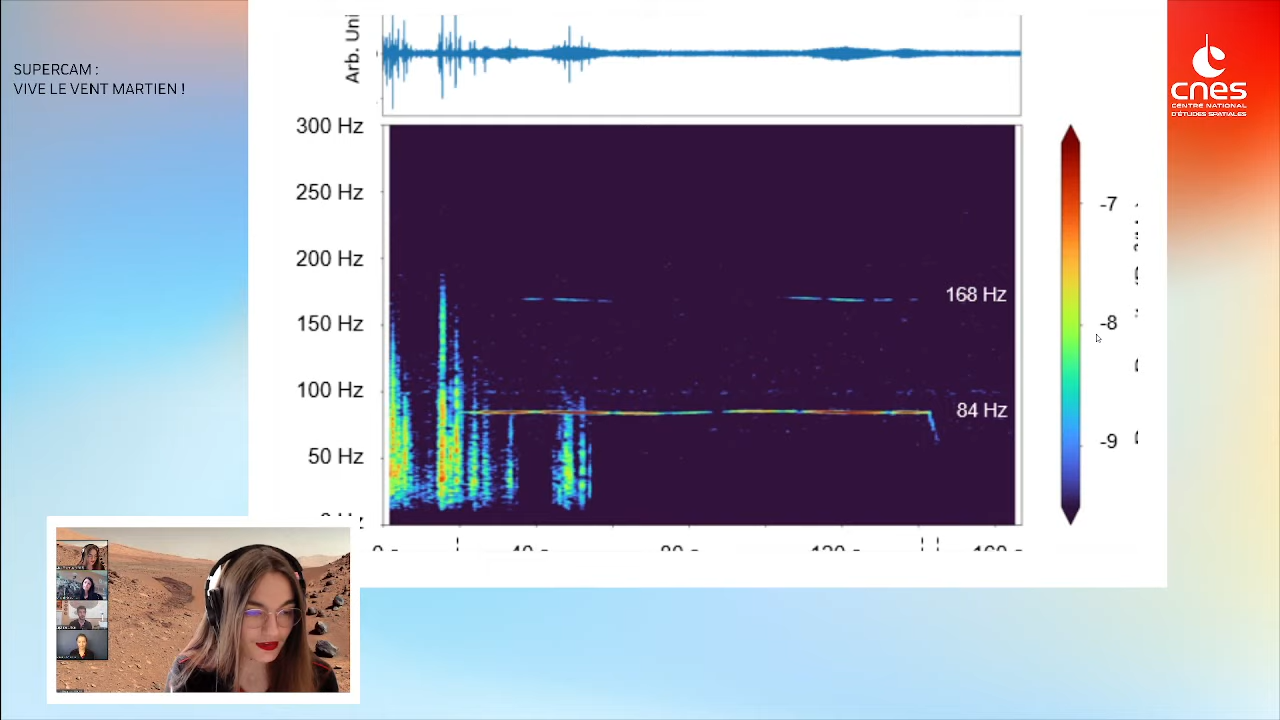 SUPERCAM :
VIVE LE VENT MARTIEN !
cnes
CENTRE NATIONAL
D'ÉTUDES SPATIALES
Arb. Uni
300 Hz
250 Hz
200 Hz
168 Hz
150 Hz
100 Hz
84 Hz
50 Hz
-7
-8
-9